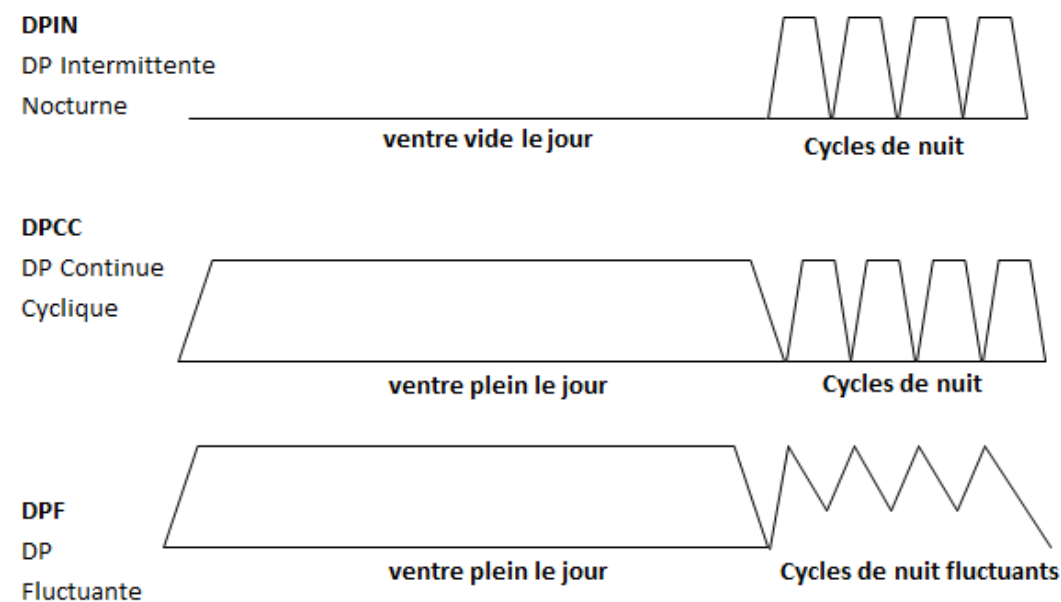 DPIN
DP Intermittente
Nocturne
ventre vide le jour
Cycles de nuit
DPCC
DP Continue
Cyclique
ventre plein le jour
Cycles de nuit
DPF
DP
Fluctuante
ventre plein le jour
Cycles de nuit fluctuants